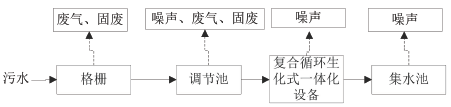 废气、固废
噪声、废气、固废
噪声
噪声
污水
格栅
调节池
复合循环生
化式一体化
设备
集水池